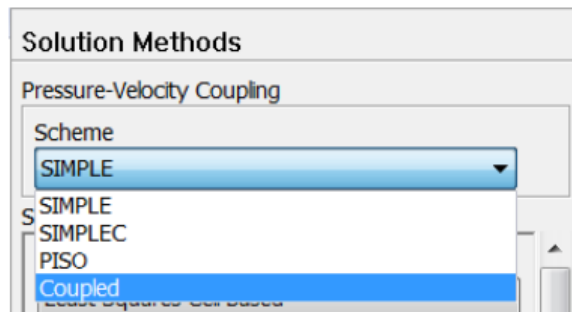 Solution Methods
Pressure-Velocity Coupling
Scheme
SIMPLE
SIMPLE
SIMPLEC
PISO
Coupled